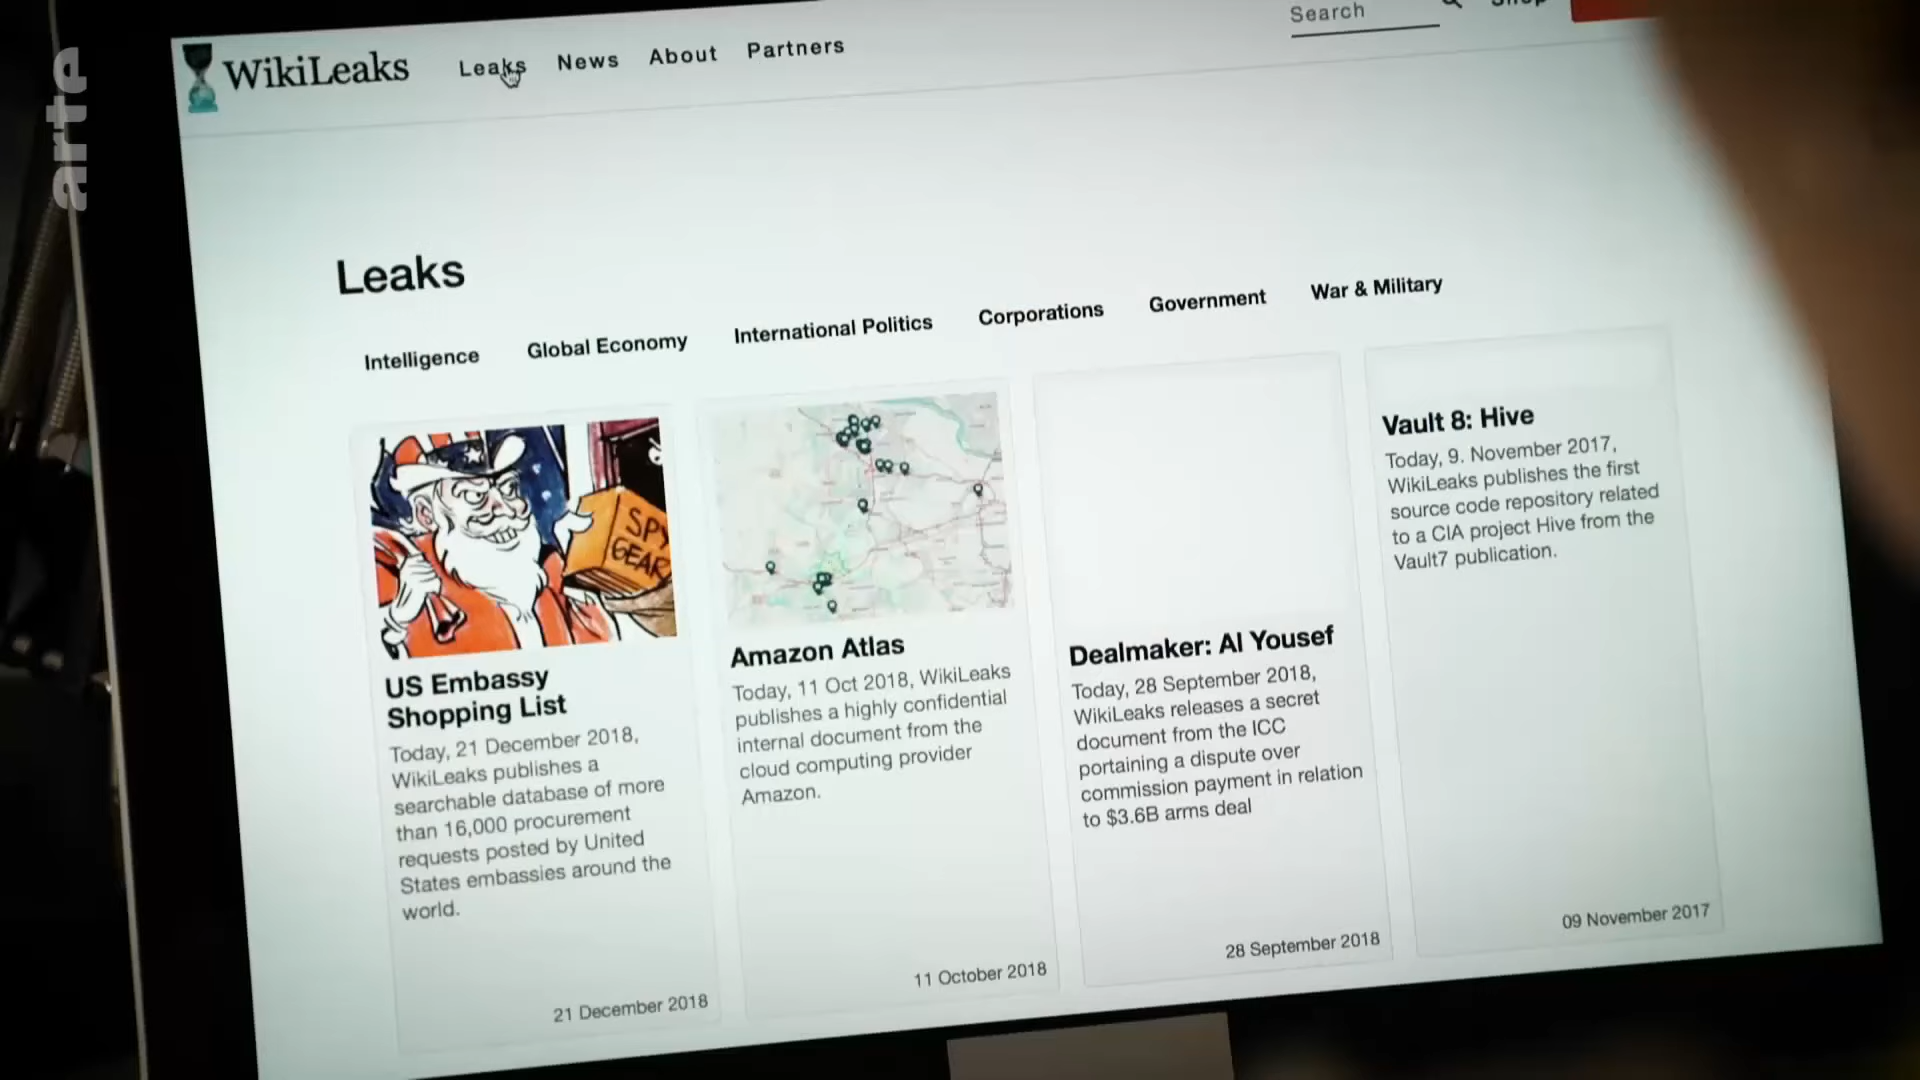 arte
WikiLeaks
Leaks
News
About
Partners
Search
Leaks
Intelligence
Global Economy
International Politics
Corporations
Government
War & Military
SPY
GEAR
US Embassy
Shopping List
Today, 21 December 2018,
WikiLeaks publishes a
searchable database of more
than 16,000 procurement
requests posted by United
States embassies around the
world.
21 December 2018
Amazon Atlas
Today, 11 Oct 2018, WikiLeaks
publishes a highly confidential
internal document from the
cloud computing provider
Amazon.
11 October 2018
Dealmaker: Al Yousef
Today, 28 September 2018,
WikiLeaks releases a secret
document from the ICC
portaining a dispute over
commission payment in relation
to $3.6B arms deal
28 September 2018
Vault 8: Hive
Today, 9. November 2017,
WikiLeaks publishes the first
source code repository related
to a CIA project Hive from the
Vault7 publication.
09 November 2017